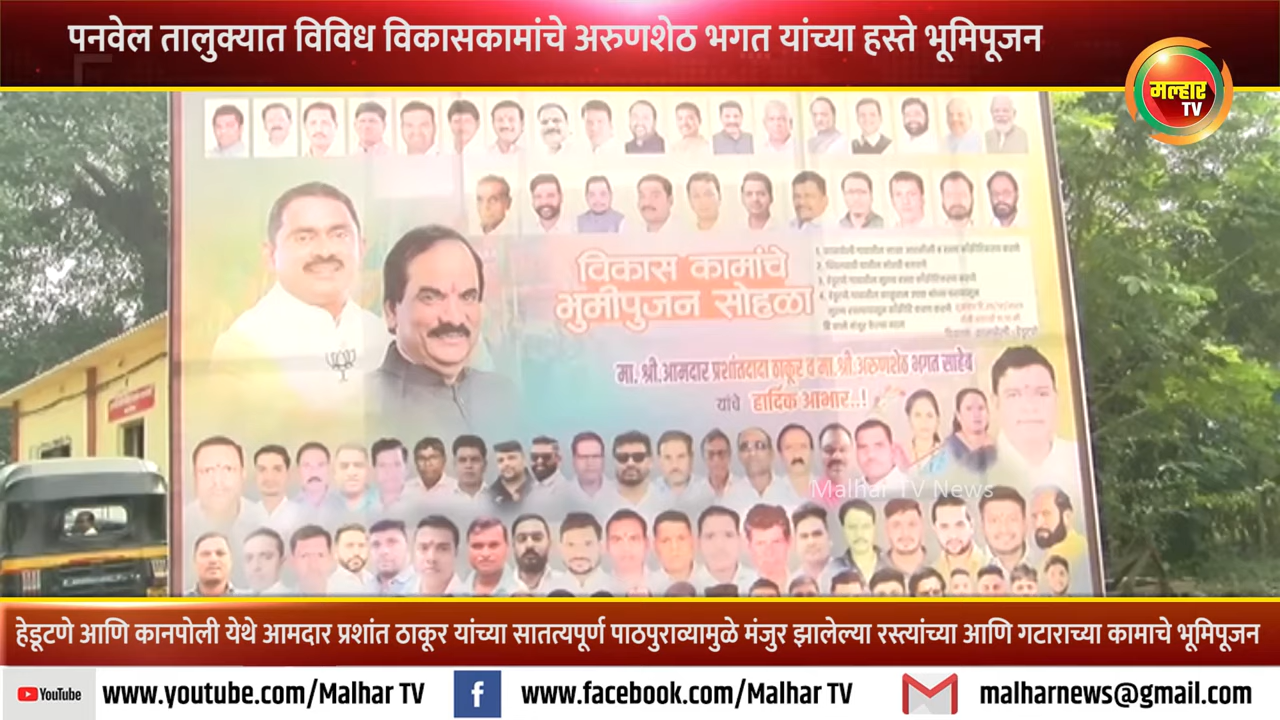 पनवेल तालुक्यात विविध विकासकामांचे अरुणशेठ भगत यांच्या हस्ते भूमिपूजन
मल्हार
TV
विकास कामांचे
भुमीपुजन सोहळा
मा. श्री. आमदार प्रशांतदादा ठाकूर व मा. श्री. अरुणशेठ भगत साहेब
यांचे हार्दिक आभार..!
Malhar TV News
हेडूटणे आणि कानपोली येथे आमदार प्रशांत ठाकूर यांच्या सातत्यपूर्ण पाठपुराव्यामुळे मंजुर झालेल्या रस्त्यांच्या आणि गटाराच्या कामाचे भूमिपूजन
YouTube www.youtube.com/Malhar TV
f www.facebook.com/Malhar TV
malharnews@gmail.com